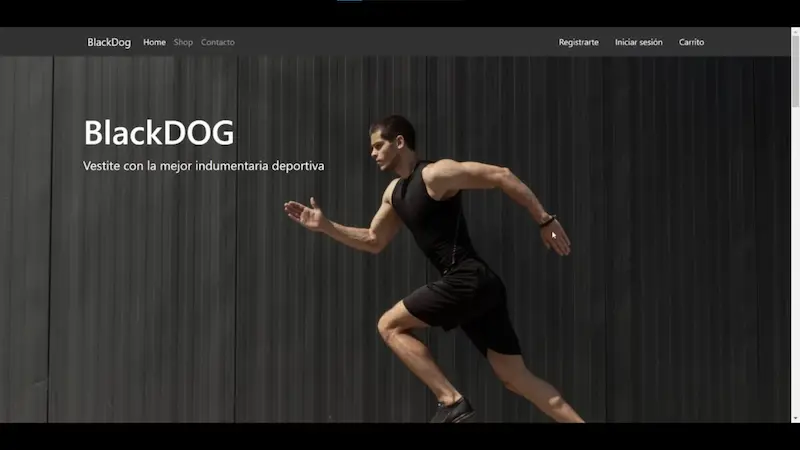 BlackDog Home Shop Contacto Registrarte Iniciar sesión Carrito
BlackDOG
Vestite con la mejor indumentaria deportiva